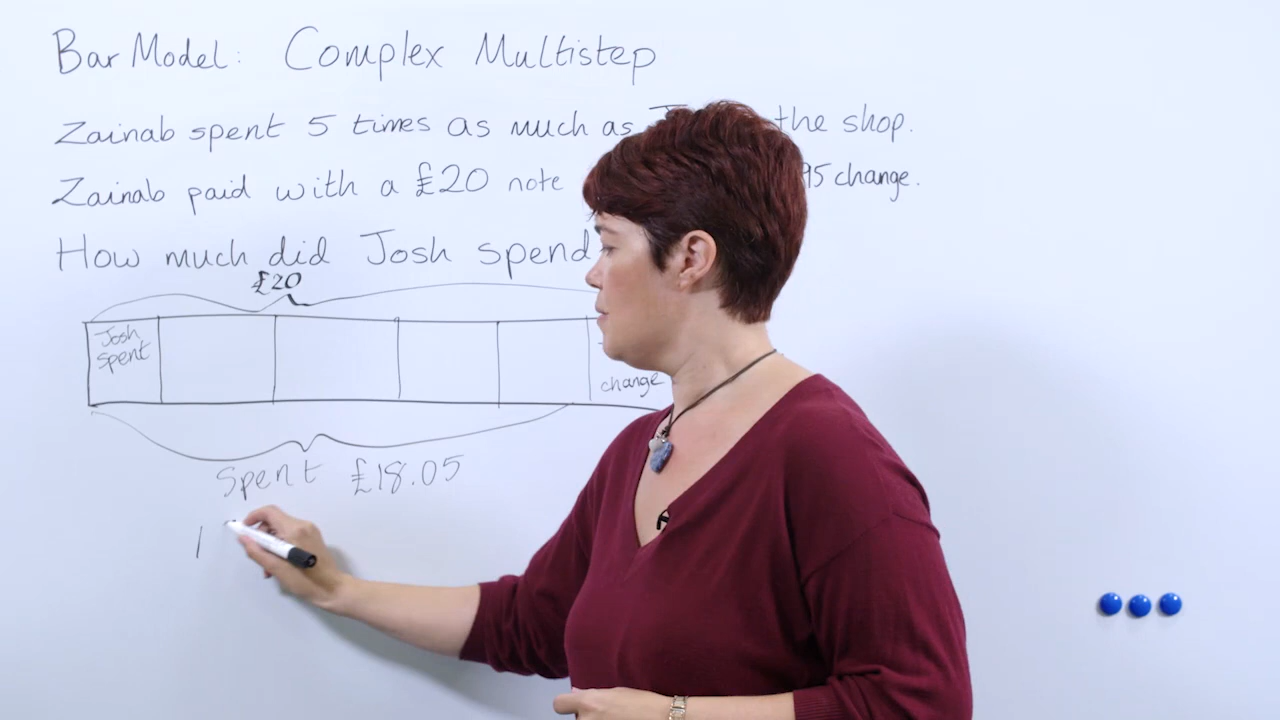 Bar Model: Complex Multistep
Zainab spent 5 times as much as the shop.
Zainab paid with a £20 note 95 change.
How much did Josh spend
£20
Josh
spent
change
Spent £18.05
1